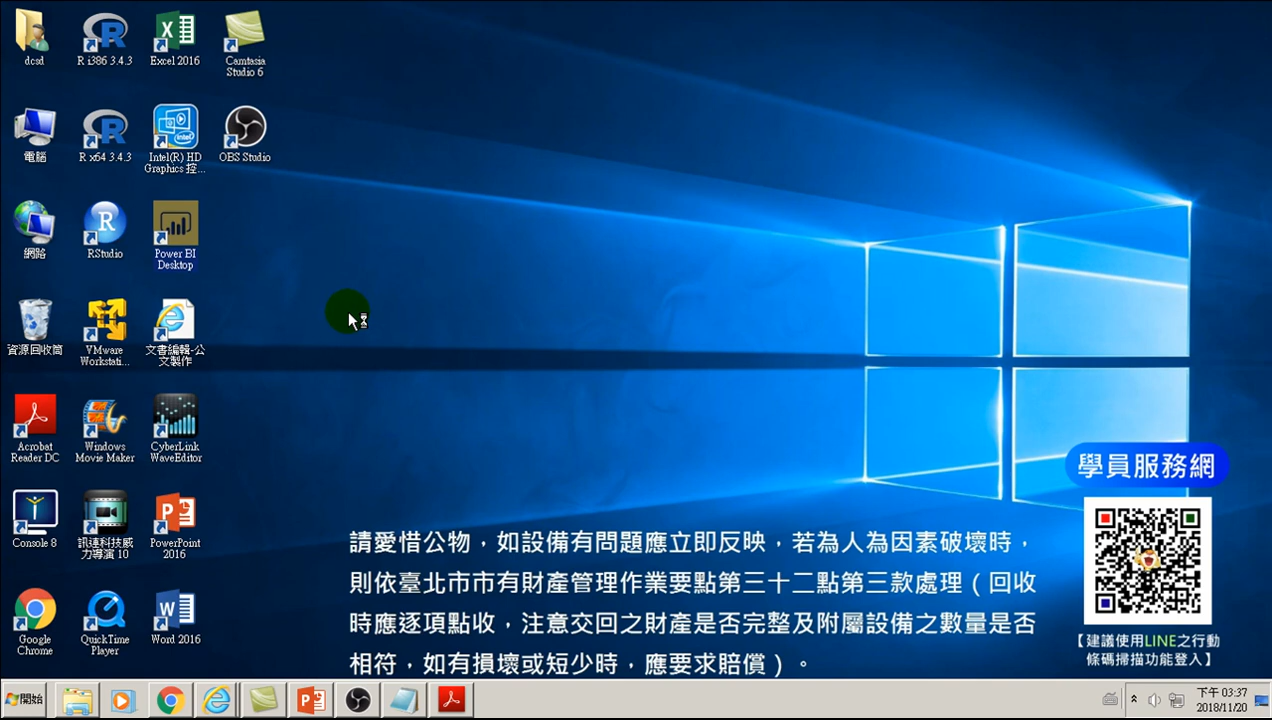 dcsd
R i386 3.4.3
Excel 2016
Camtasia
Studio 6
電腦
R x64 3.4.3
Intel(R) HD
Graphics 控...
OBS Studio
網路
RStudio
Power BI
Desktop
資源回收筒
VMware
Workstati...
文書編輯-公
文製作
Acrobat
Reader DC
Windows
Movie Maker
CyberLink
WaveEditor
Console 8
訊連科技威
力導演 10
PowerPoint
2016
Google
Chrome
QuickTime
Player
Word 2016
學員服務網
【建議使用LINE之行動
條碼掃描功能登入】
請愛惜公物，如設備有問題應立即反映，若為人為因素破壞時，
則依臺北市市有財產管理作業要點第三十二點第三款處理（回收
時應逐項點收，注意交回之財產是否完整及附屬設備之數量是否
相符，如有損壞或短少時，應要求賠償）。
開始
下午 03:37
2018/11/20